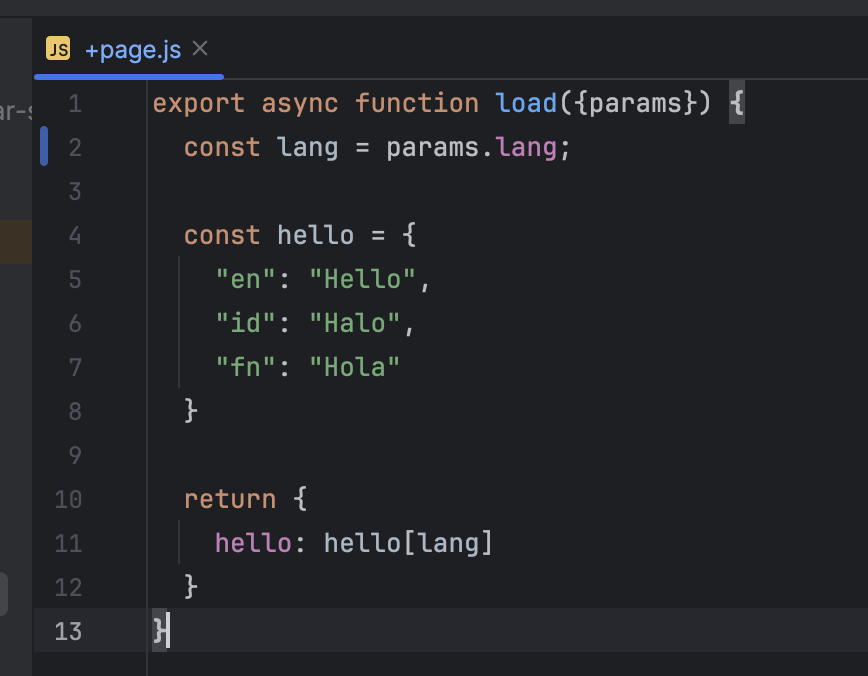 JS +page.js ×
ar-s
1 export async function load({params}) {
2 const lang = params.lang;
3
4 const hello = {
5 "en": "Hello",
6 "id": "Halo",
7 "fn": "Hola"
8 }
9
10 return {
11 hello: hello[lang]
12 }
13 }